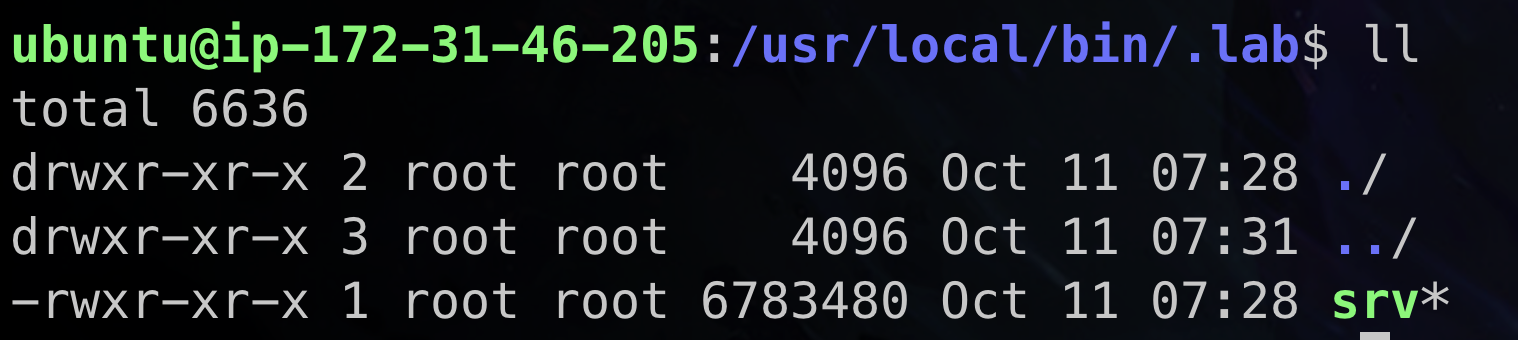 ubuntu@ip-172-31-46-205:/usr/local/bin/.lab$ ll
total 6636
drwxr-xr-x 2 root root    4096 Oct 11 07:28 ./
drwxr-xr-x 3 root root    4096 Oct 11 07:31 ../
-rwxr-xr-x 1 root root 6783480 Oct 11 07:28 srv*